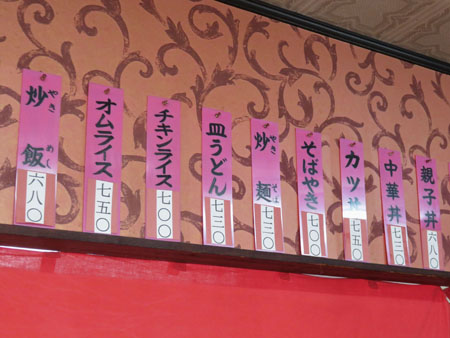 炒飯 やきめし 六八〇
オムライス 七五〇
チキンライス 七〇〇
皿うどん 七三〇
炒麺 やきそば 七三〇
そばやき 七〇〇
カツ丼 七五〇
中華丼 七三〇
親子丼 六八〇